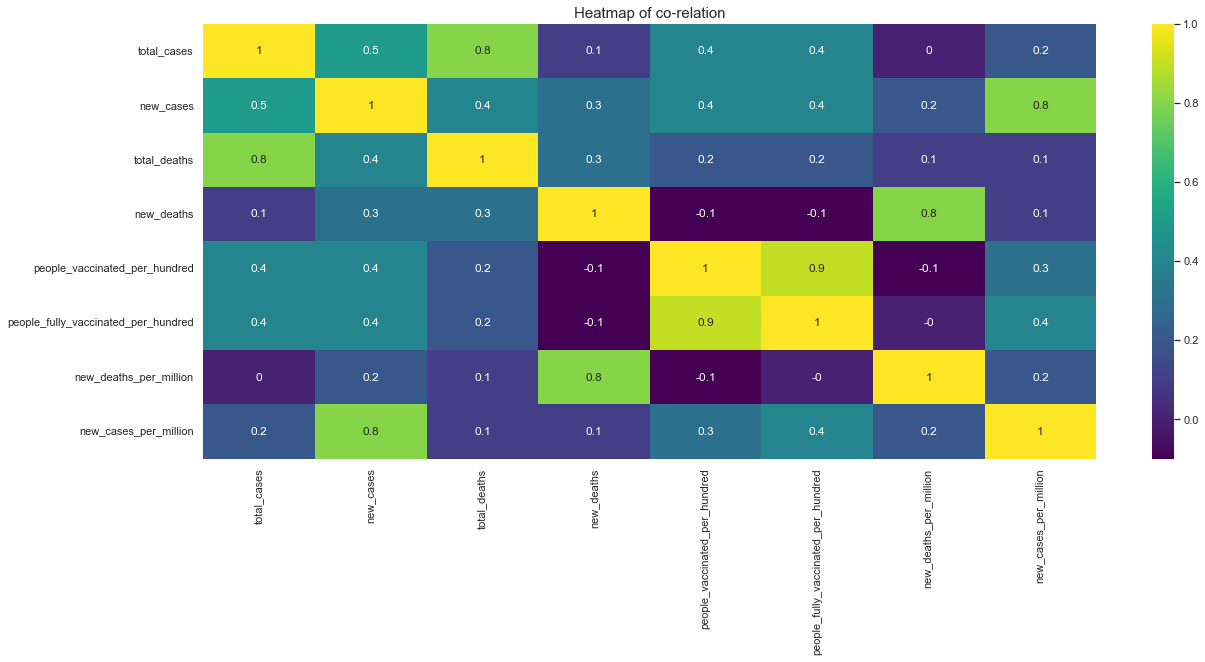 Heatmap of co-relation
total_cases 1 0.5 0.8 0.1 0.4 0.4 0 0.2
new_cases 0.5 1 0.4 0.3 0.4 0.4 0.2 0.8
total_deaths 0.8 0.4 1 0.3 0.2 0.2 0.1 0.1
new_deaths 0.1 0.3 0.3 1 -0.1 -0.1 0.8 0.1
people_vaccinated_per_hundred 0.4 0.4 0.2 -0.1 1 0.9 -0.1 0.3
people_fully_vaccinated_per_hundred 0.4 0.4 0.2 -0.1 0.9 1 -0 0.4
new_deaths_per_million 0 0.2 0.1 0.8 -0.1 -0 1 0.2
new_cases_per_million 0.2 0.8 0.1 0.1 0.3 0.4 0.2 1
total_cases
new_cases
total_deaths
new_deaths
people_vaccinated_per_hundred
people_fully_vaccinated_per_hundred
new_deaths_per_million
new_cases_per_million
1.0
0.8
0.6
0.4
0.2
0.0